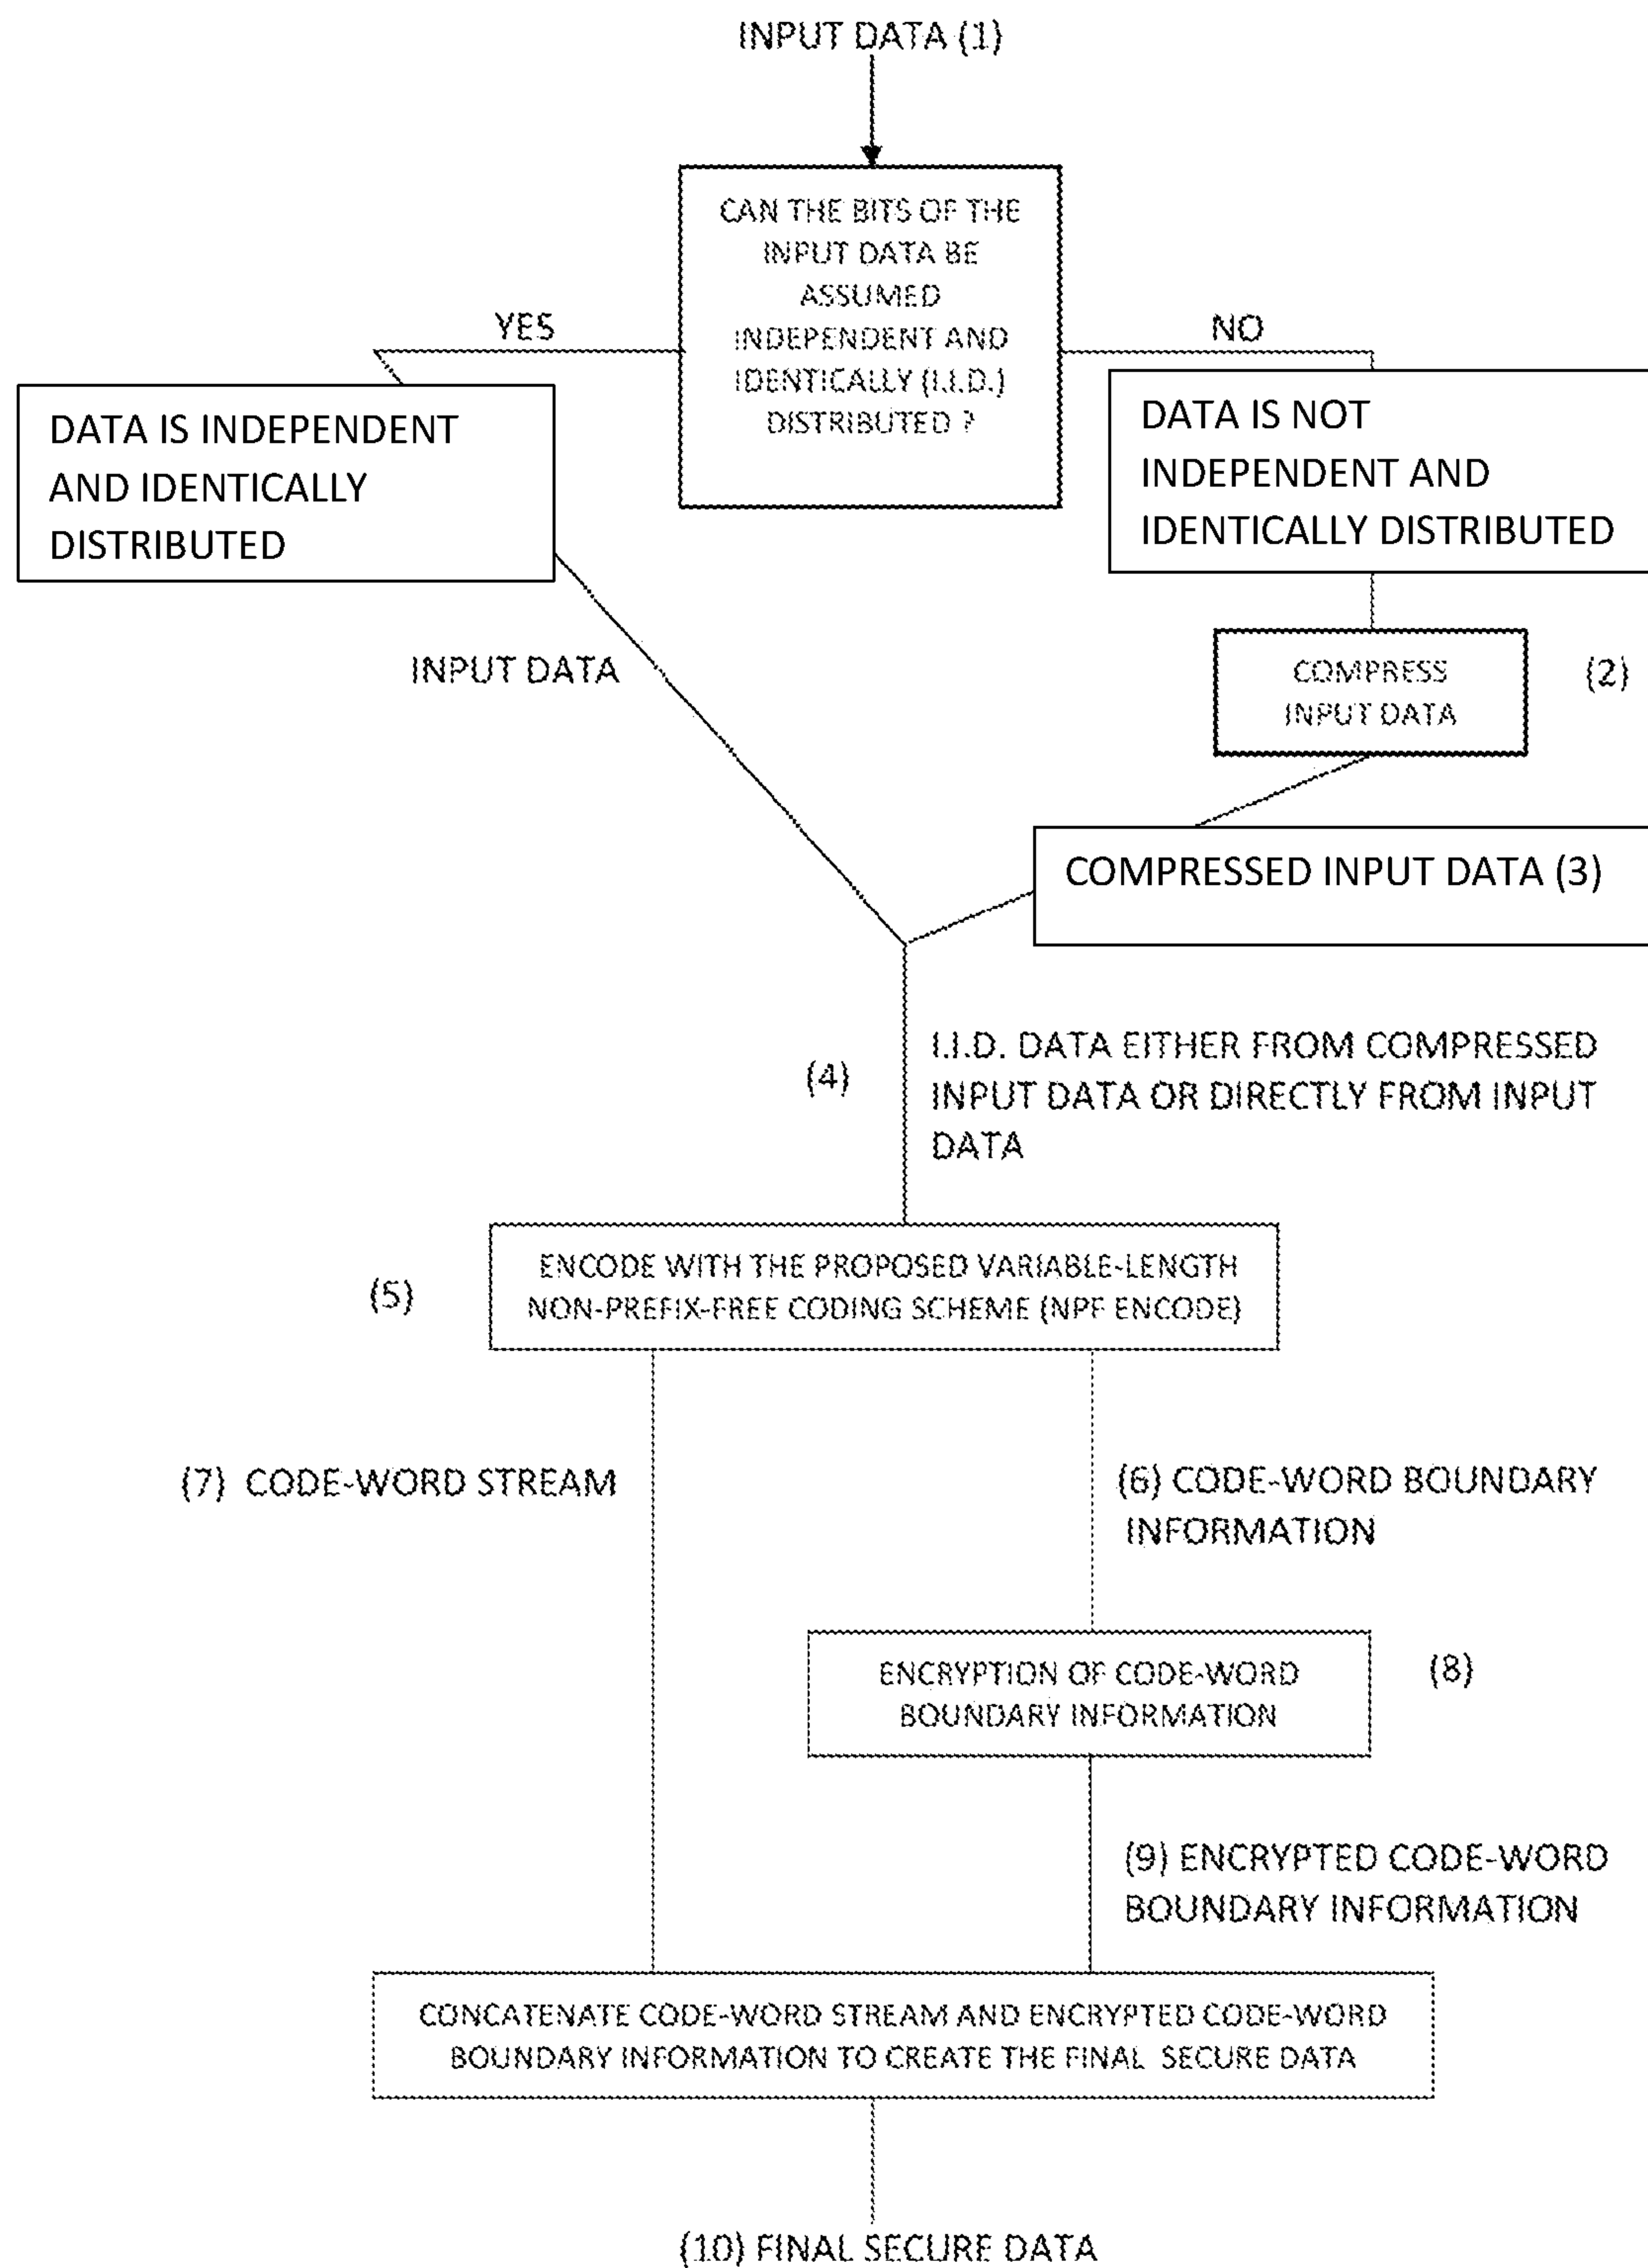 INPUT DATA (1)
CAN THE BITS OF THE
INPUT DATA BE
ASSUMED
INDEPENDENT AND
IDENTICALLY (I.I.D.)
DISTRIBUTED ?
YES
NO
DATA IS INDEPENDENT
AND IDENTICALLY
DISTRIBUTED
DATA IS NOT
INDEPENDENT AND
IDENTICALLY DISTRIBUTED
INPUT DATA
COMPRESS
INPUT DATA
(2)
COMPRESSED INPUT DATA (3)
(4)
I.I.D. DATA EITHER FROM COMPRESSED
INPUT DATA OR DIRECTLY FROM INPUT
DATA
(5)
ENCODE WITH THE PROPOSED VARIABLE-LENGTH
NON-PREFIX-FREE CODING SCHEME (NPF ENCODE)
(7) CODE-WORD STREAM
(6) CODE-WORD BOUNDARY
INFORMATION
ENCRYPTION OF CODE-WORD
BOUNDARY INFORMATION
(8)
(9) ENCRYPTED CODE-WORD
BOUNDARY INFORMATION
CONCATENATE CODE-WORD STREAM AND ENCRYPTED CODE-WORD
BOUNDARY INFORMATION TO CREATE THE FINAL SECURE DATA
(10) FINAL SECURE DATA